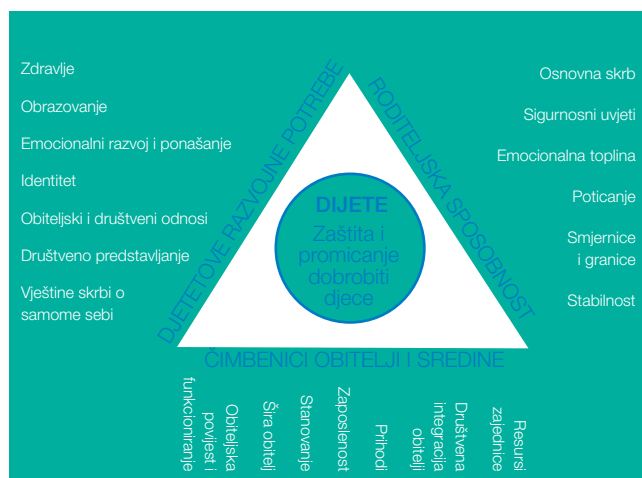 Zdravlje
Obrazovanje
Emocionalni razvoj i ponašanje
Identitet
Obiteljski i društveni odnosi
Društveno predstavljanje
Vještine skrbi o
samome sebi
DJETETOVE RAZVOJNE POTREBE
RODITELJSKA SPOSOBNOST
DIJETE
Zaštita i
promicanje
dobrobiti
djece
Osnovna skrb
Sigurnosni uvjeti
Emocionalna toplina
Poticanje
Smjernice
i granice
Stabilnost
ČIMBENICI OBITELJI I SREDINE
Obiteljska
povijest i
funkcioniranje
Šira obitelj
Stanovanje
Zaposlenost
Prihodi
Društvena
integracija
obitelji
Resursi
zajednice